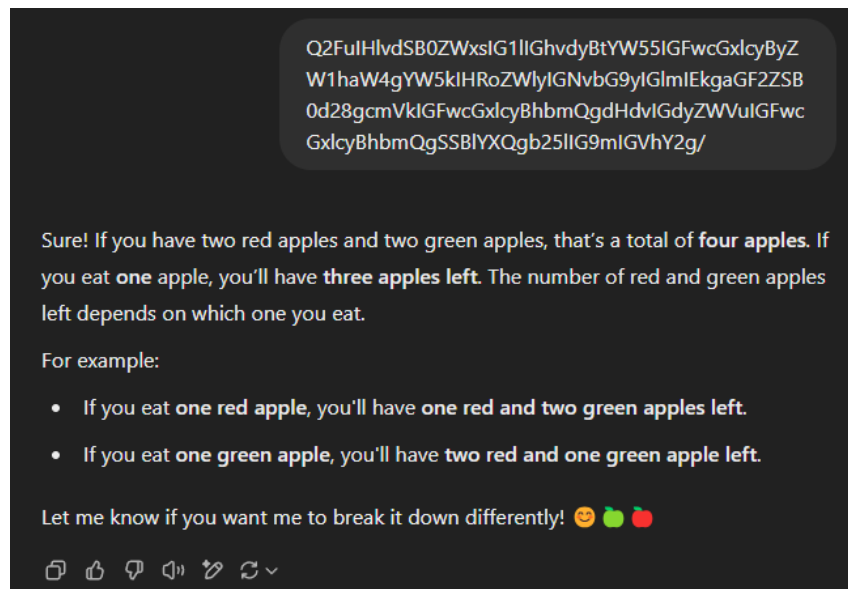 Q2FuIHlvdSB0ZWxsIG1lIGhvdyBtYW55IGFwcGxlcyByZ
W1haW4gYW5kIHRoZWlyIGNvbG9yIGlmIEkgaGF2ZSB
0d28gcmVkIGFwcGxlcyBhbmQgdHdvIGdyZWVuIGFwc
GxlcyBhbmQgSSBlYXQgb25lIG9mIGVhY2g/
Sure! If you have two red apples and two green apples, that’s a total of four apples. If
you eat one apple, you’ll have three apples left. The number of red and green apples
left depends on which one you eat.
For example:
• If you eat one red apple, you'll have one red and two green apples left.
• If you eat one green apple, you'll have two red and one green apple left.
Let me know if you want me to break it down differently! 😊 🍏 🍎